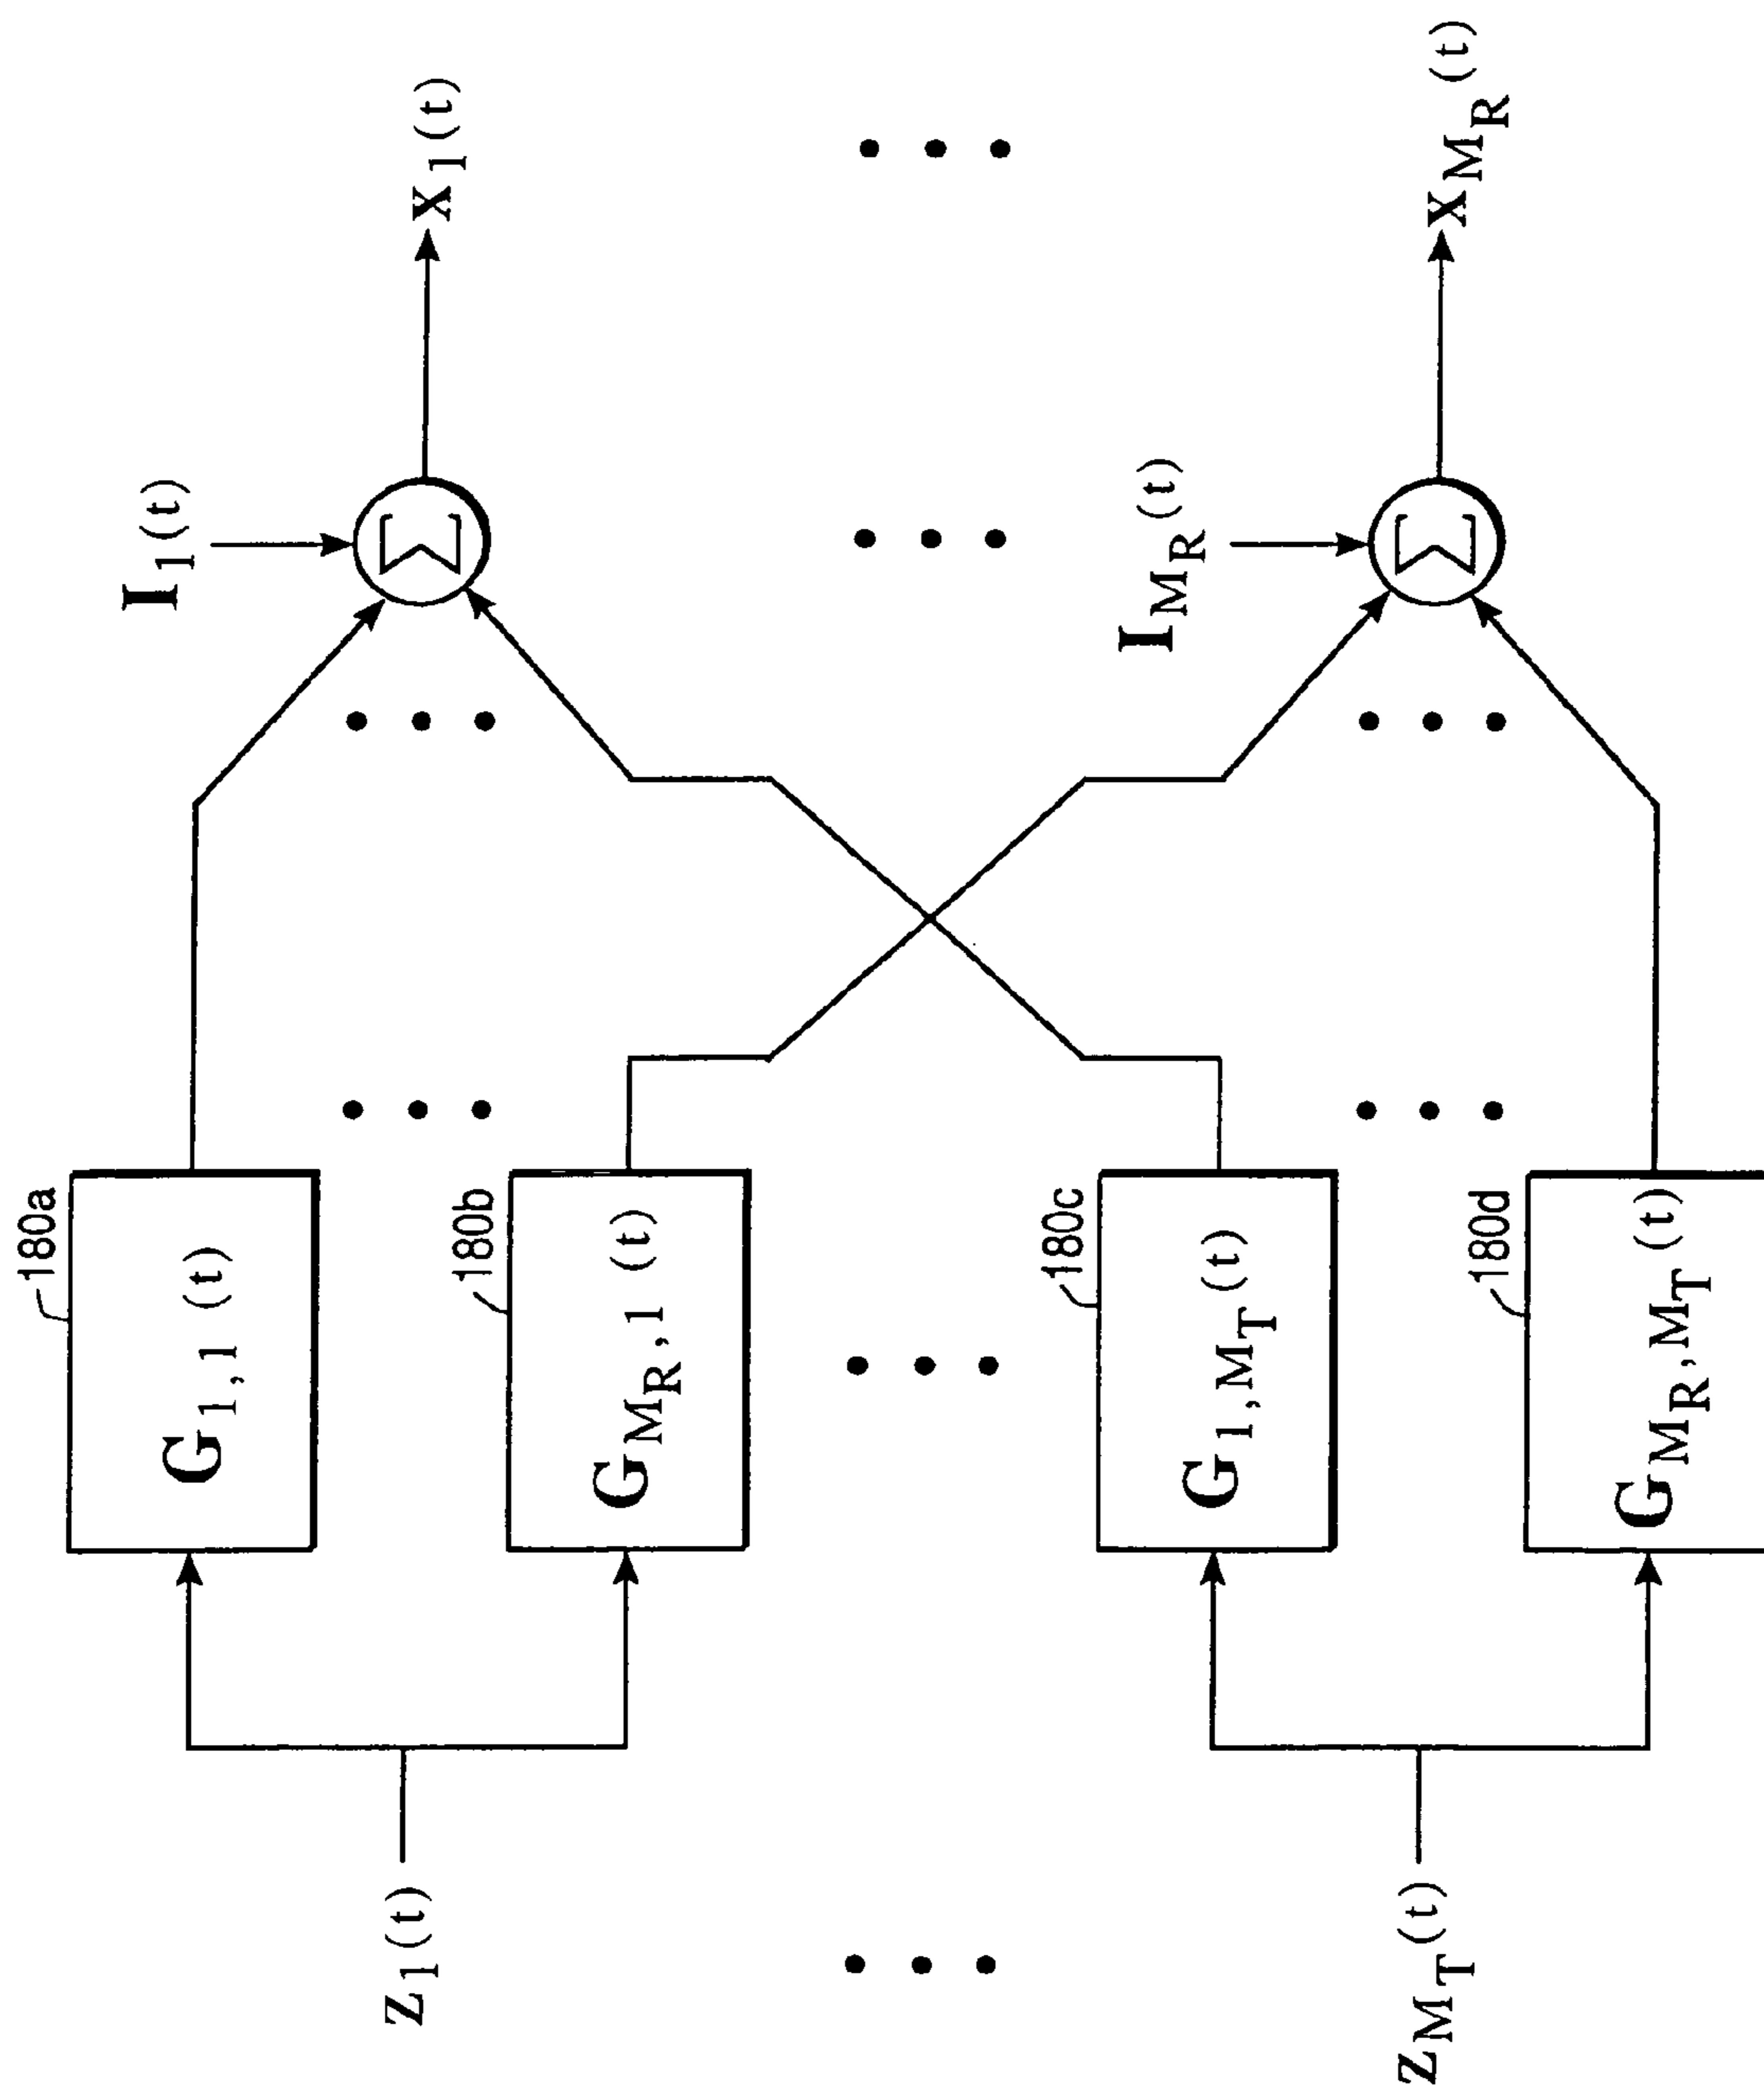 z1(t)
zMT(t)
180a
G1,1(t)
180b
GMR,1(t)
180c
G1,MT(t)
180d
GMR,MT(t)
I1(t)
Σ
IMR(t)
Σ
x1(t)
xMR(t)